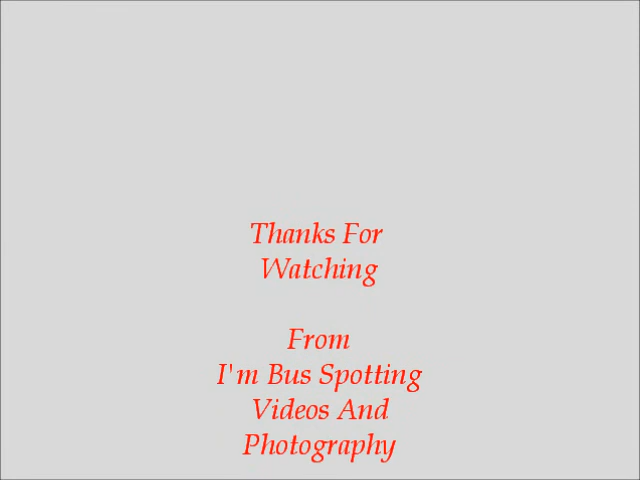 Thanks For
Watching
From
I'm Bus Spotting
Videos And
Photography